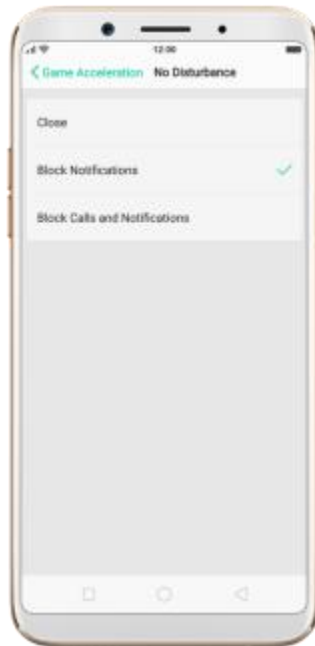 12:00
Game Acceleration No Disturbance
Close
Block Notifications
Block Calls and Notifications